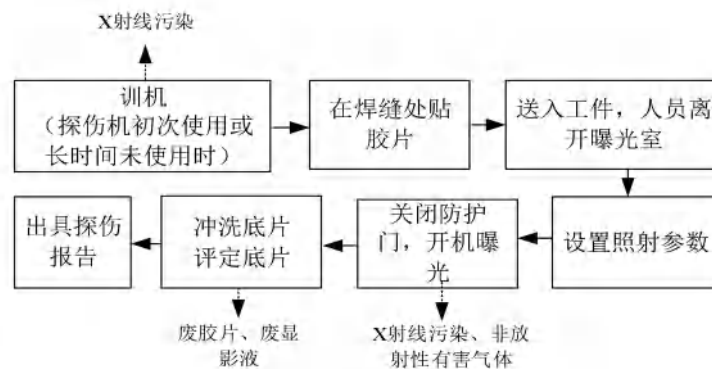 X射线污染
训机
（探伤机初次使用或
长时间未使用时）
在焊缝处贴
胶片
送入工件，人员离
开曝光室
设置照射参数
关闭防护
门，开机曝
光
冲洗底片
评定底片
出具探伤
报告
废胶片、废显
影液
X射线污染、非放
射性有害气体